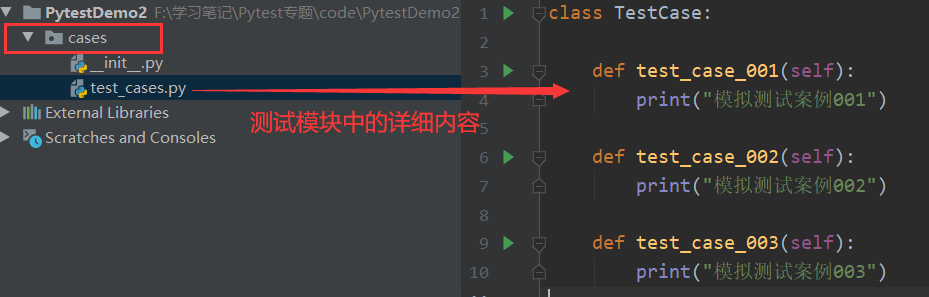 PytestDemo2 F:\学习笔记\Pytest专题\code\PytestDemo2
cases
__init__.py
test_cases.py
External Libraries
Scratches and Consoles
测试模块中的详细内容
1 class TestCase:
2
3 def test_case_001(self):
4 print("模拟测试案例001")
5
6 def test_case_002(self):
7 print("模拟测试案例002")
8
9 def test_case_003(self):
10 print("模拟测试案例003")